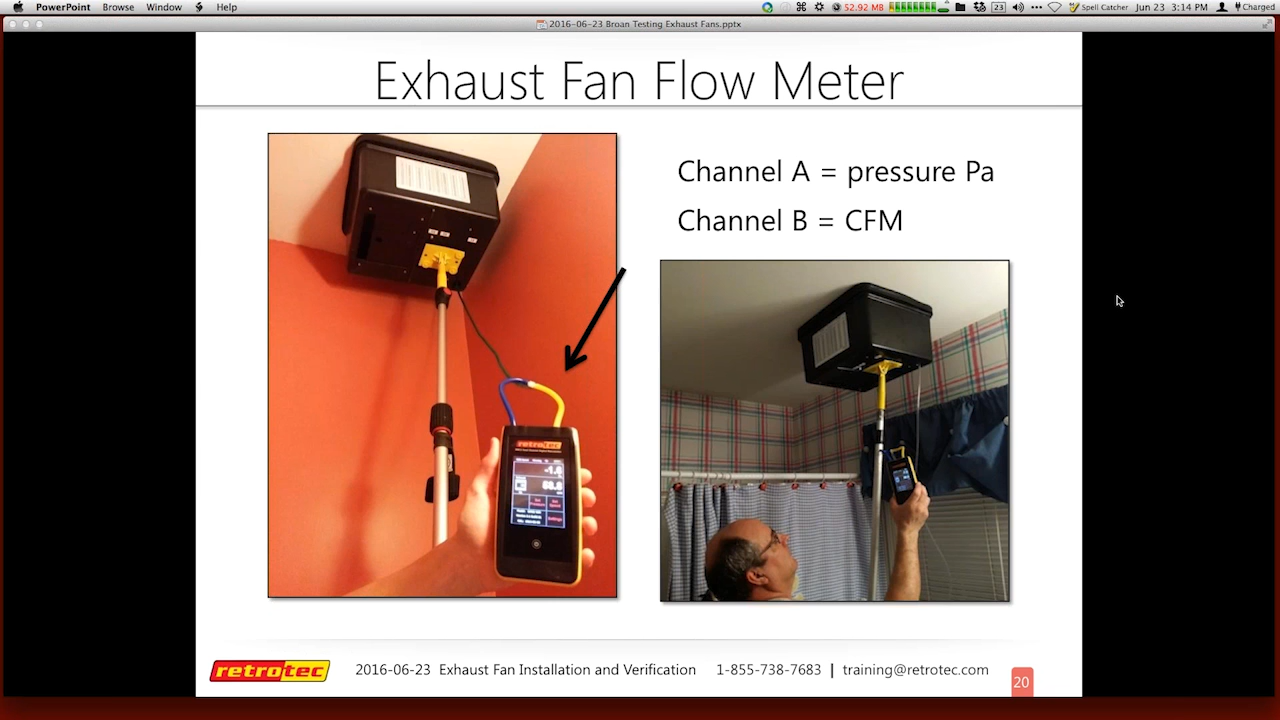 PowerPoint Browse Window Help 52.92 MB 23 Spell Catcher Jun 23 3:14 PM Charged
2016-06-23 Broan Testing Exhaust Fans.pptx
Exhaust Fan Flow Meter
Channel A = pressure Pa
Channel B = CFM
retrotec
Settings
retrotec 2016-06-23 Exhaust Fan Installation and Verification 1-855-738-7683 | training@retrotec.com 20